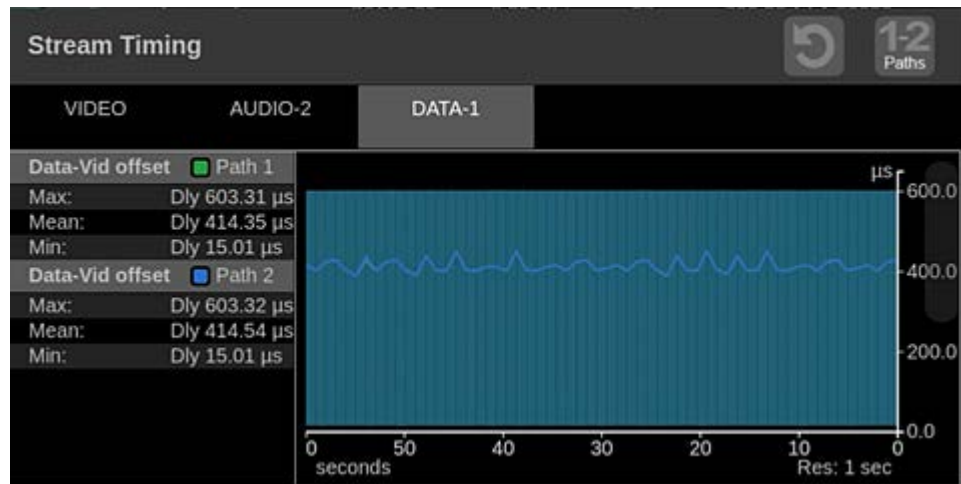 Stream Timing
1-2
Paths
VIDEO AUDIO-2 DATA-1
Data-Vid offset Path 1
Max: Dly 603.31 µs
Mean: Dly 414.35 µs
Min: Dly 15.01 µs
Data-Vid offset Path 2
Max: Dly 603.32 µs
Mean: Dly 414.54 µs
Min: Dly 15.01 µs
µs
600.0
400.0
200.0
0.0
0 50 40 30 20 10 0
seconds Res: 1 sec